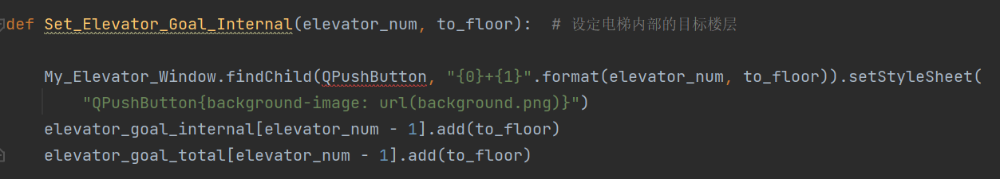 def Set_Elevator_Goal_Internal(elevator_num, to_floor):  # 设定电梯内部的目标楼层
My_Elevator_Window.findChild(QPushButton, "{0}+{1}".format(elevator_num, to_floor)).setStyleSheet(
"QPushButton{background-image: url(background.png)}")
elevator_goal_internal[elevator_num - 1].add(to_floor)
elevator_goal_total[elevator_num - 1].add(to_floor)